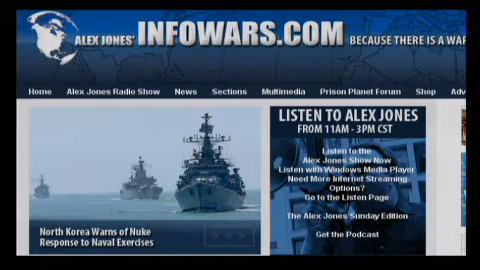 ALEX JONES' INFOWARS.COM BECAUSE THERE IS A WAR
Home Alex Jones Radio Show News Sections Multimedia Prison Planet Forum Shop Adv
LISTEN TO ALEX JONES
FROM 11AM - 3PM CST
Listen to the
Alex Jones Show Now
Listen with Windows Media Player
Need More Internet Streaming
Options?
Go to the Listen Page
The Alex Jones Sunday Edition
Get the Podcast
North Korea Warns of Nuke
Response to Naval Exercises